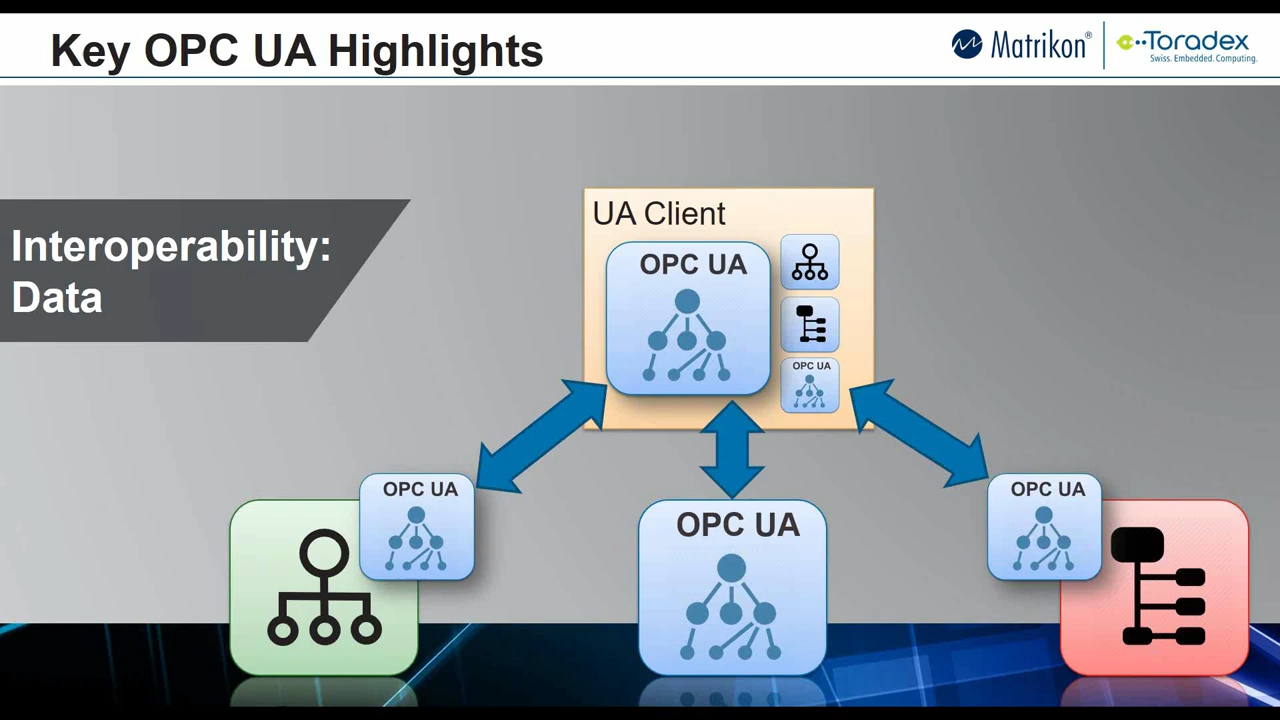 Key OPC UA Highlights
Matrikon®
Toradex
Swiss. Embedded. Computing.
Interoperability:
Data
UA Client
OPC UA
OPC UA
OPC UA
OPC UA
OPC UA